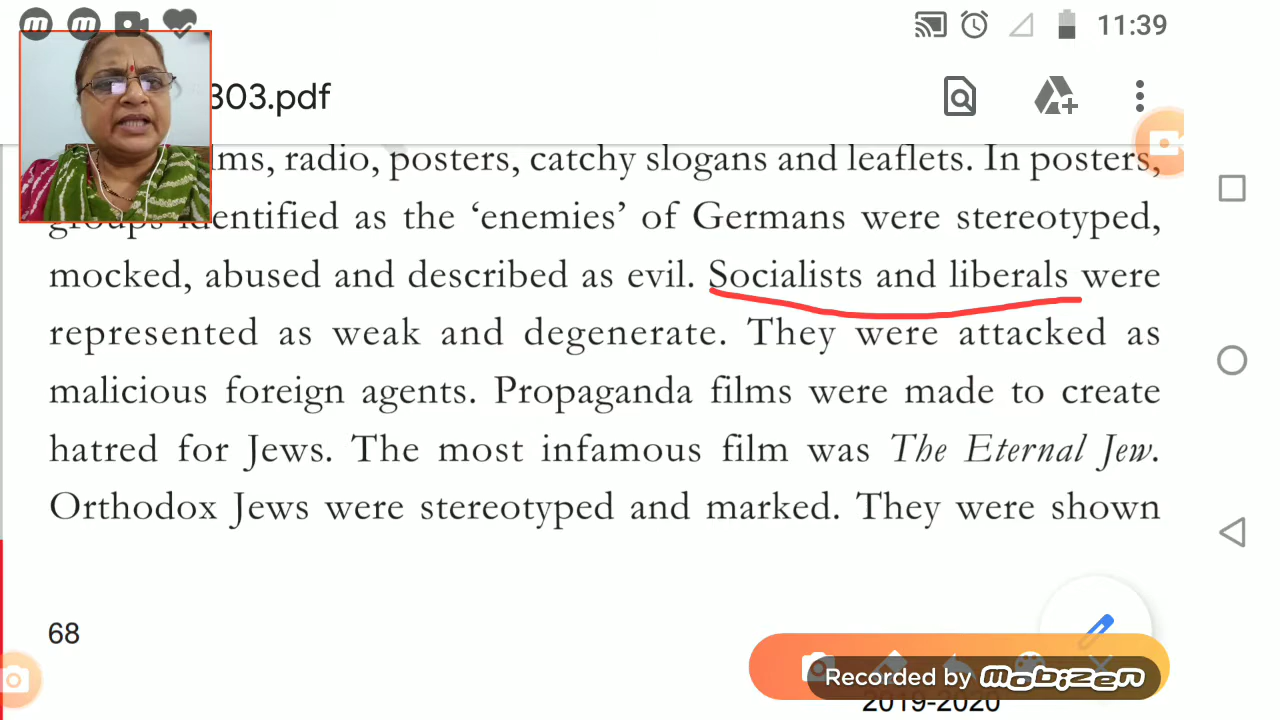 11:39
303.pdf
lms, radio, posters, catchy slogans and leaflets. In posters,
groups identified as the ‘enemies’ of Germans were stereotyped,
mocked, abused and described as evil. Socialists and liberals were
represented as weak and degenerate. They were attacked as
malicious foreign agents. Propaganda films were made to create
hatred for Jews. The most infamous film was The Eternal Jew.
Orthodox Jews were stereotyped and marked. They were shown
68
Recorded by mobizen
2019-2020